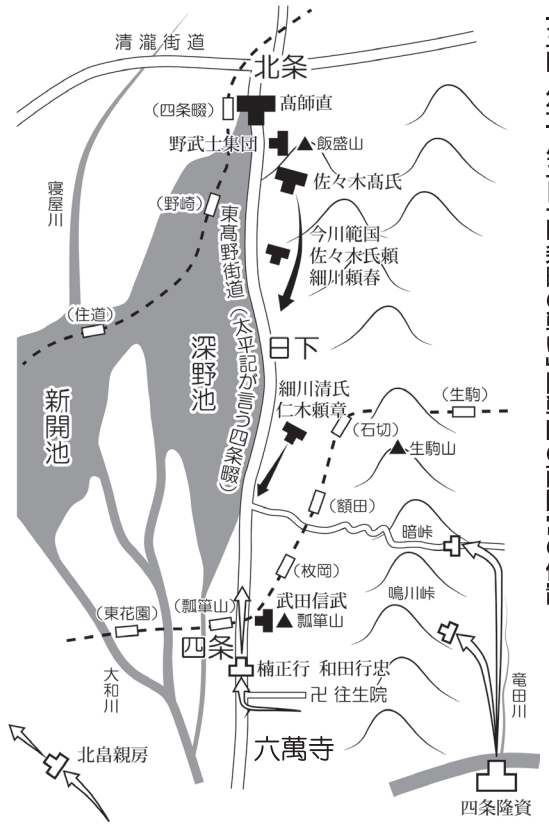 清瀧街道
北条
(四条畷)
高師直
野武士集団
飯盛山
佐々木高氏
寝屋川
(野崎)
東高野街道(太平記が言う四条畷)
今川範国
佐々木氏頼
細川頼春
(住道)
深野池
日下
新開池
細川清氏
仁木頼章
(生駒)
(石切)
生駒山
(額田)
暗峠
(枚岡)
鳴川峠
(東花園)
(瓢箪山)
武田信武
瓢箪山
四条
楠正行 和田行忠
大和川
卍 往生院
竜田川
北畠親房
六萬寺
四条隆資